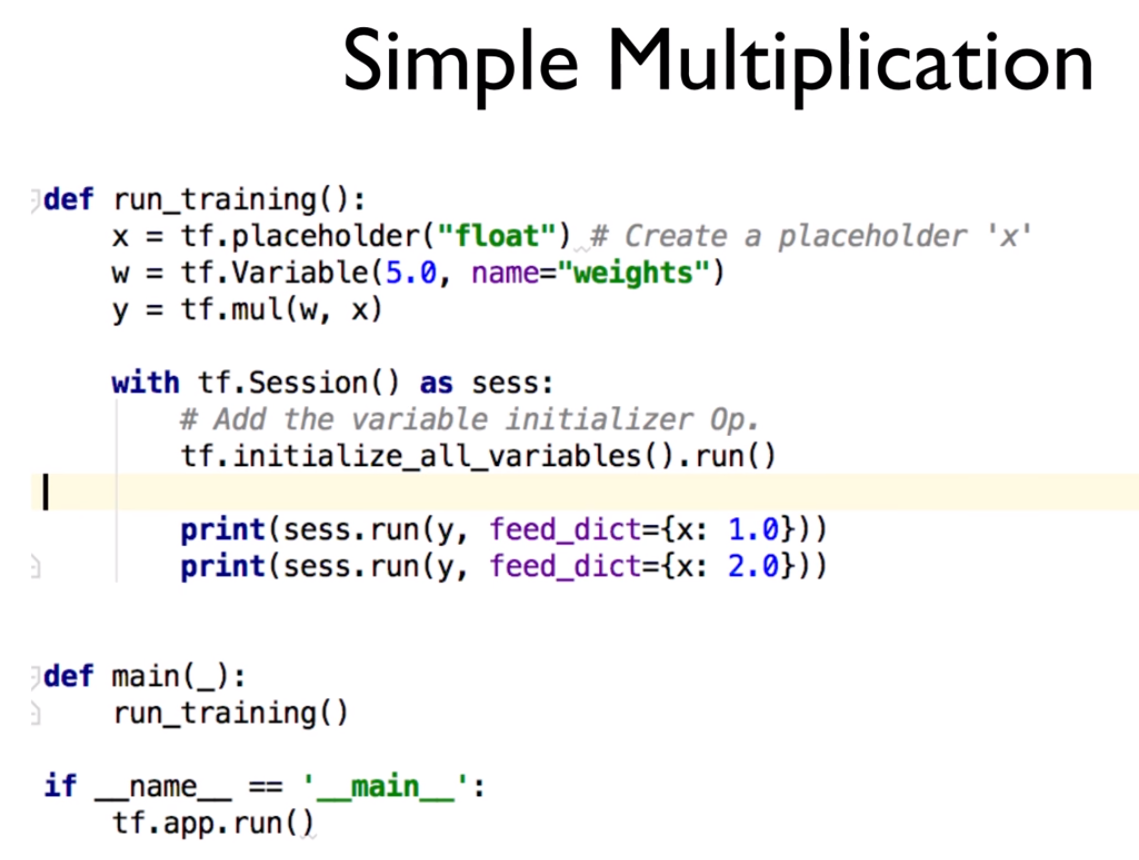 Simple Multiplication
def run_training():
    x = tf.placeholder("float") # Create a placeholder 'x'
    w = tf.Variable(5.0, name="weights")
    y = tf.mul(w, x)
    with tf.Session() as sess:
        # Add the variable initializer Op.
        tf.initialize_all_variables().run()
        print(sess.run(y, feed_dict={x: 1.0}))
        print(sess.run(y, feed_dict={x: 2.0}))
def main(_):
    run_training()
if __name__ == '__main__':
    tf.app.run()